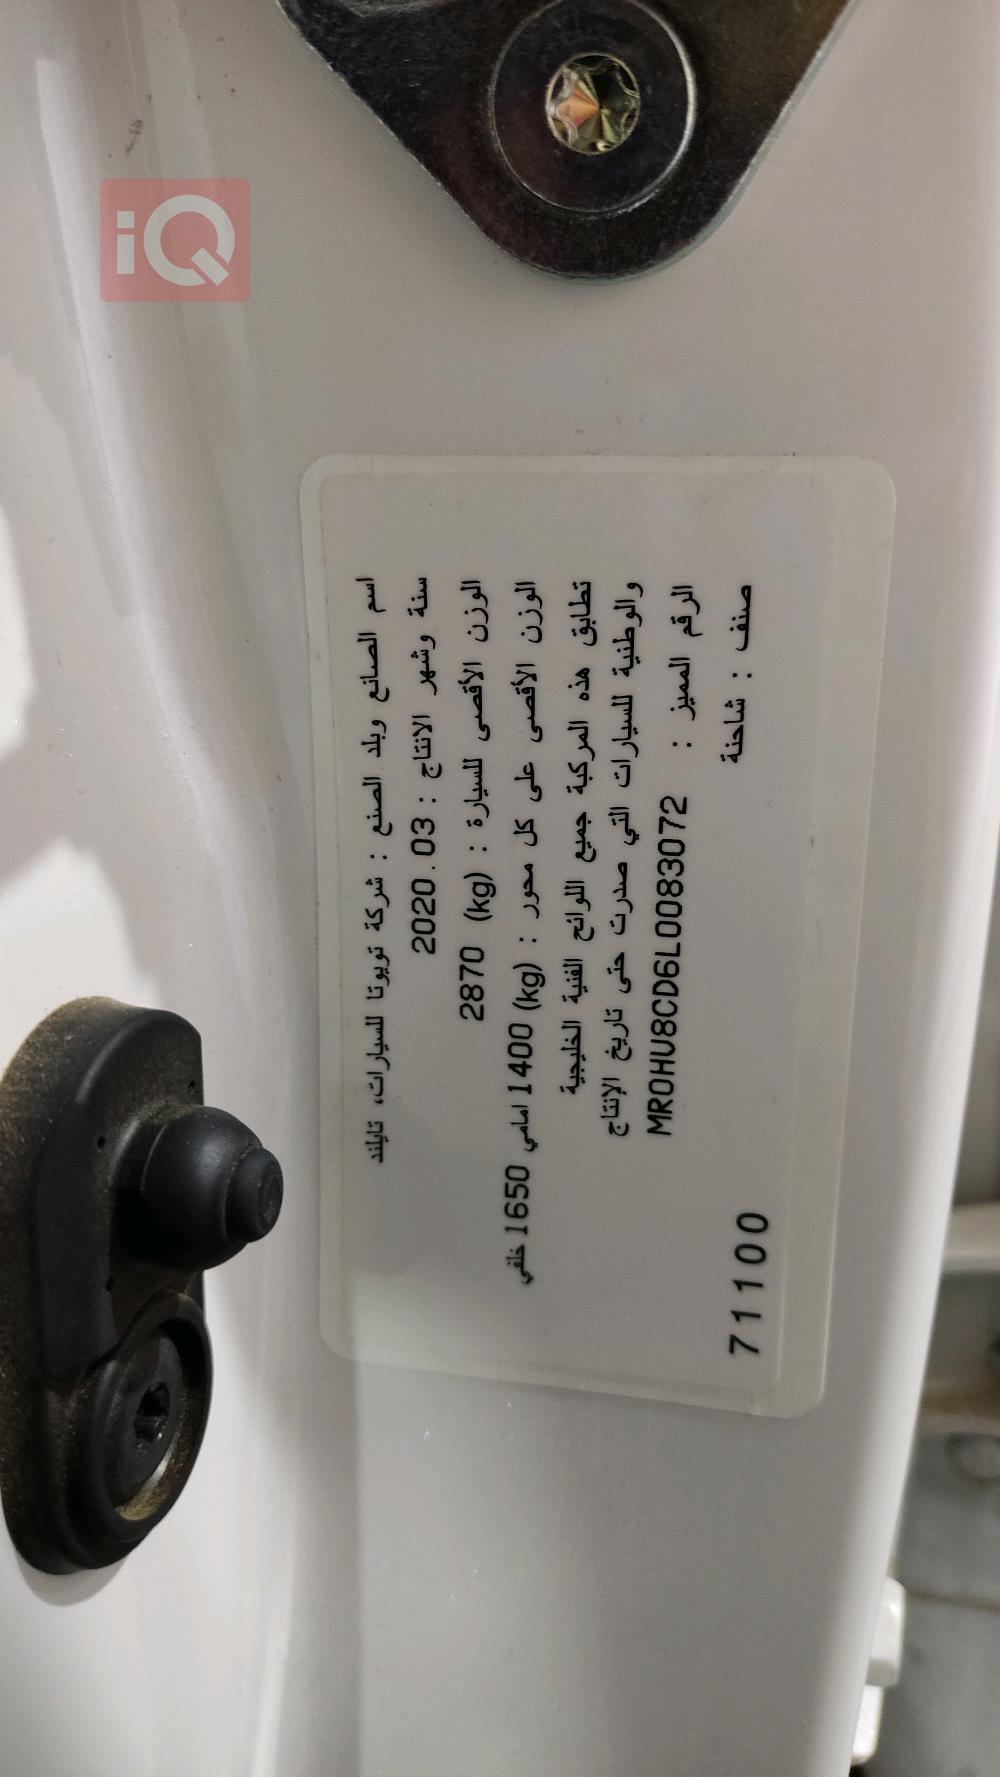 iQ
اسم الصانع وبلد الصنع : شركة تويوتا للسيارات، تايلند
سنة وشهر الانتاج : 2020.03
الوزن الأقصى للسيارة : (kg) 2870
الوزن الأقصى على كل محور : (kg) 1400 امامي 1650 خلفي
تطابق هذه المركبة جميع اللوائح الفنية الخليجية
والوطنية للسيارات التي صدرت حتى تاريخ الإنتاج
الرقم المميز : MR0HU8CD6L0083072
صنف : شاحنة
71100